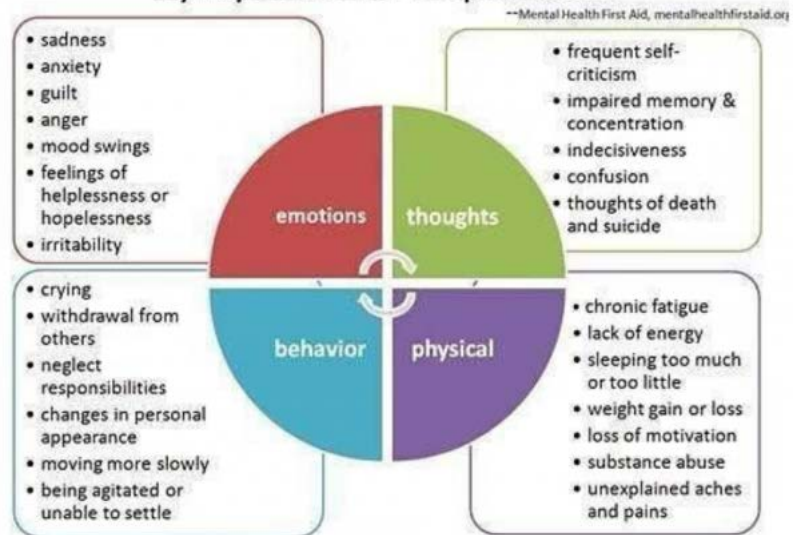 ~~Mental Health First Aid, mentalhealthfirstaid.org
• sadness
• anxiety
• guilt
• anger
• mood swings
• feelings of
helplessness or
hopelessness
• irritability
• frequent self-
criticism
• impaired memory &
concentration
• indecisiveness
• confusion
• thoughts of death
and suicide
emotions
thoughts
behavior
physical
• crying
• withdrawal from
others
• neglect
responsibilities
• changes in personal
appearance
• moving more slowly
• being agitated or
unable to settle
• chronic fatigue
• lack of energy
• sleeping too much
or too little
• weight gain or loss
• loss of motivation
• substance abuse
• unexplained aches
and pains